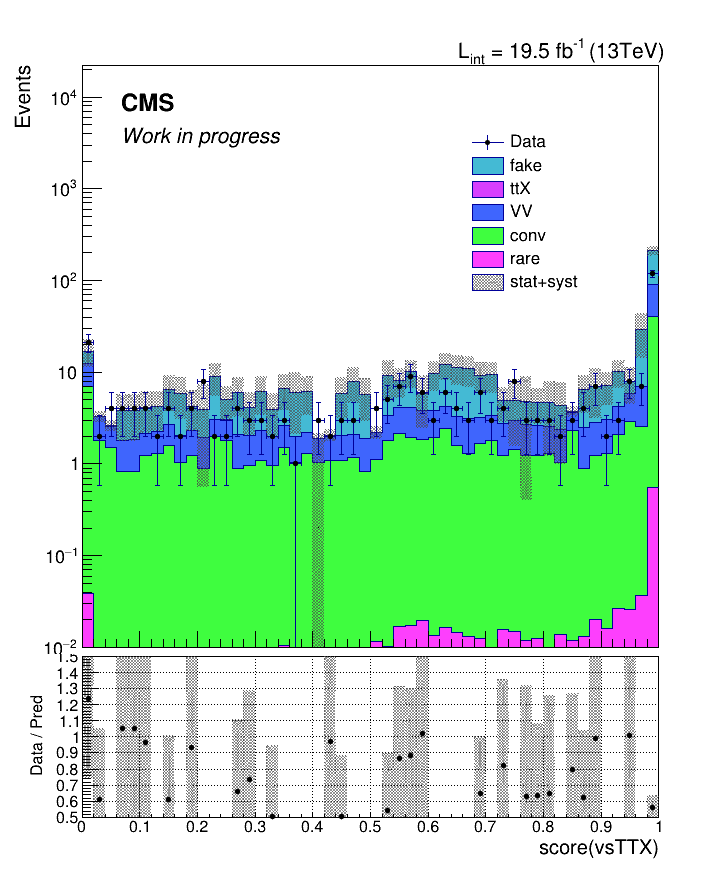 L_int = 19.5 fb^-1 (13TeV)
Events
CMS
Work in progress
Data
fake
ttX
VV
conv
rare
stat+syst
10^4
10^3
10^2
10
1
10^-1
10^-2
Data / Pred
1.5
1.4
1.3
1.2
1.1
1
0.9
0.8
0.7
0.6
0.5
0 0.1 0.2 0.3 0.4 0.5 0.6 0.7 0.8 0.9 1
score(vsTTX)